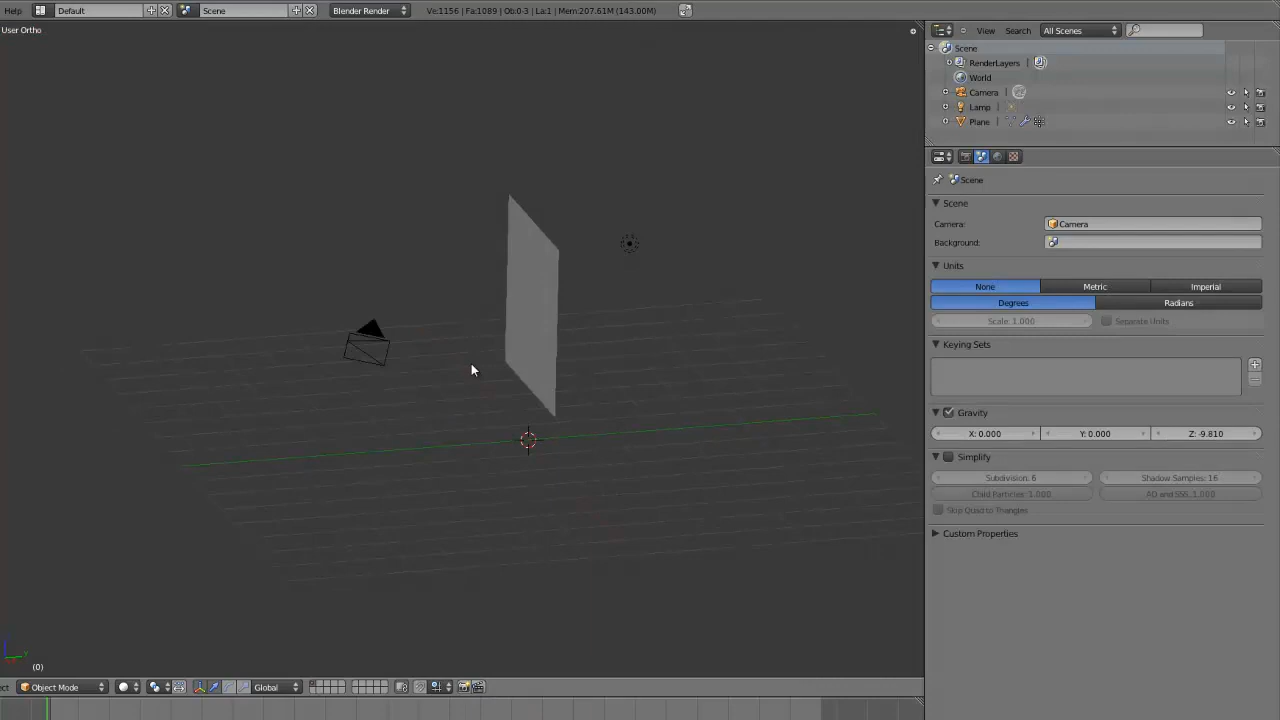 Help Default Scene Blender Render Ve:1156 | Fa:1089 | Ob:0-3 | La:1 | Mem:207.61M (143.00M)
User Ortho
View Search All Scenes
Scene
RenderLayers |
World
Camera |
Lamp |
Plane |
Scene
Scene
Camera: Camera
Background:
Units
None Metric Imperial
Degrees Radians
Scale: 1.000 Separate Units
Keying Sets
Gravity
X: 0.000 Y: 0.000 Z: -9.810
Simplify
Subdivision: 6 Shadow Samples: 16
Child Particles: 1.000 AO and SSS: 1.000
Skip Quad to Triangles
Custom Properties
(0)
ect Object Mode Global